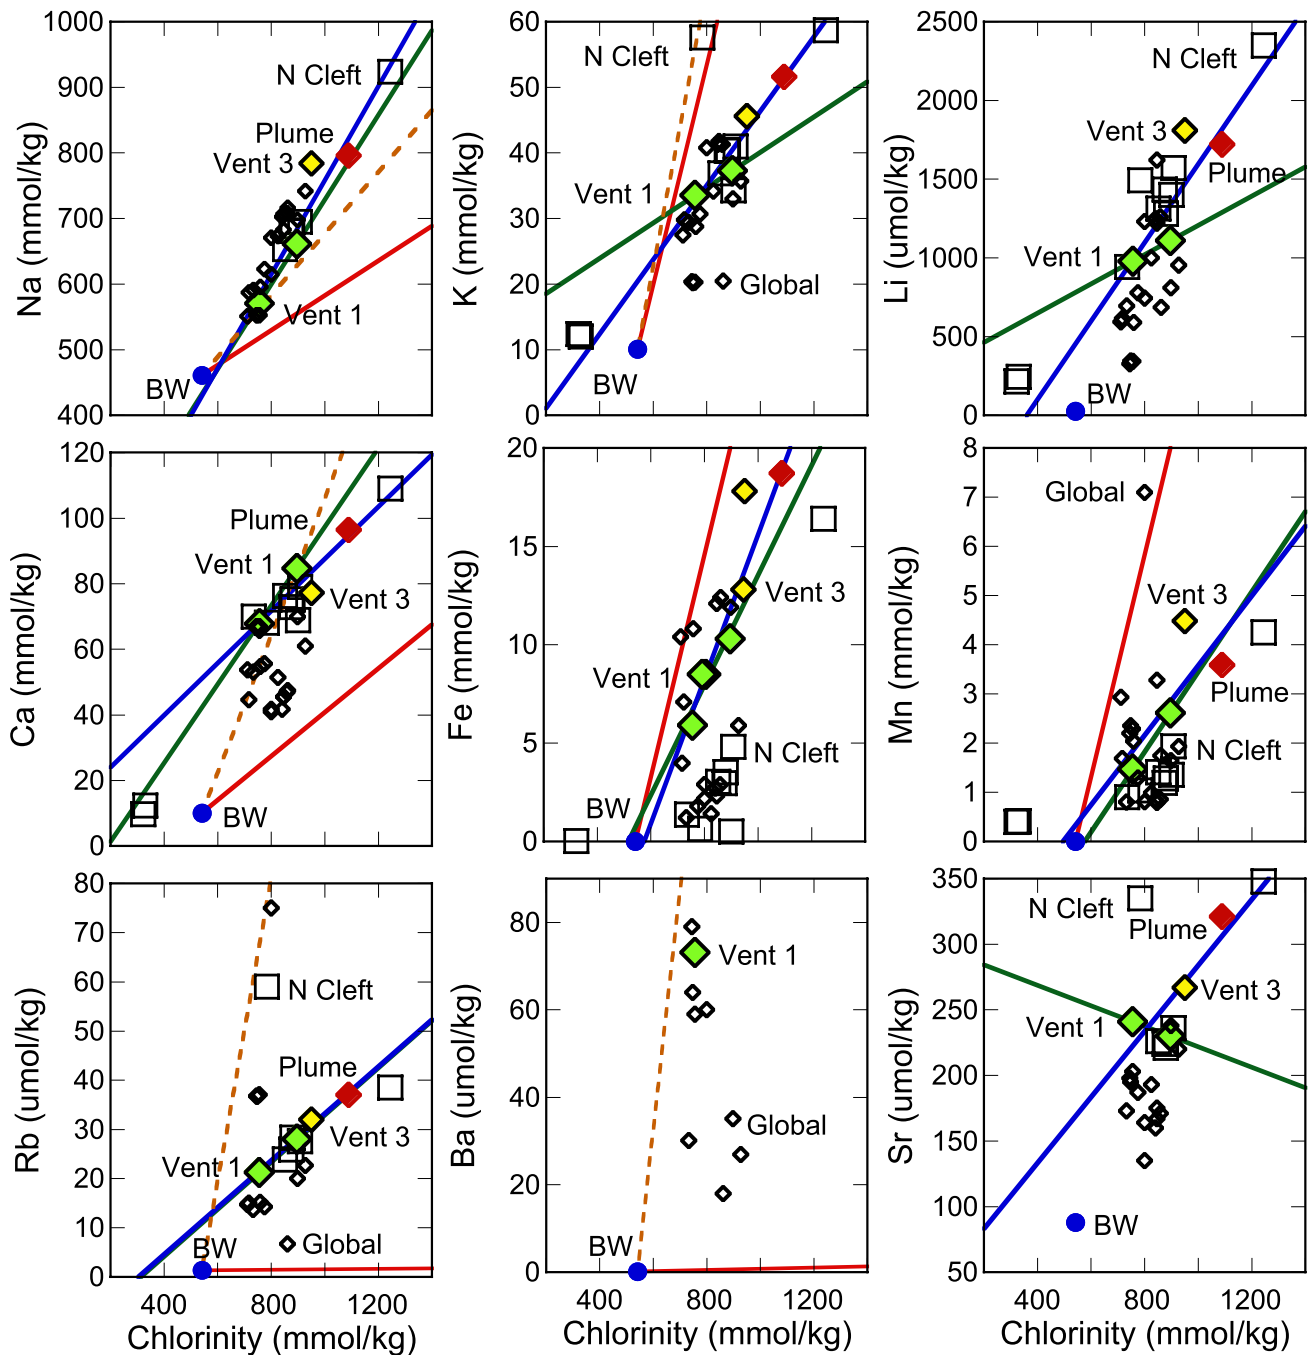 Na (mmol/kg)
1000
900
800
700
600
500
400
N Cleft
Plume
Vent 3
Vent 1
BW
K (mmol/kg)
60
50
40
30
20
10
0
N Cleft
Vent 1
Global
BW
Li (umol/kg)
2500
2000
1500
1000
500
0
N Cleft
Vent 3
Plume
Vent 1
BW
Ca (mmol/kg)
120
100
80
60
40
20
0
Plume
Vent 1
Vent 3
BW
Fe (mmol/kg)
20
15
10
5
0
Vent 3
Vent 1
N Cleft
BW
Mn (mmol/kg)
8
7
6
5
4
3
2
1
0
Global
Vent 3
Plume
N Cleft
BW
Rb (umol/kg)
80
70
60
50
40
30
20
10
0
N Cleft
Plume
Vent 3
Vent 1
BW
Global
400 800 1200
Chlorinity (mmol/kg)
Ba (umol/kg)
80
60
40
20
0
Vent 1
Global
BW
400 800 1200
Chlorinity (mmol/kg)
Sr (umol/kg)
350
300
250
200
150
100
50
N Cleft
Plume
Vent 3
Vent 1
BW
400 800 1200
Chlorinity (mmol/kg)